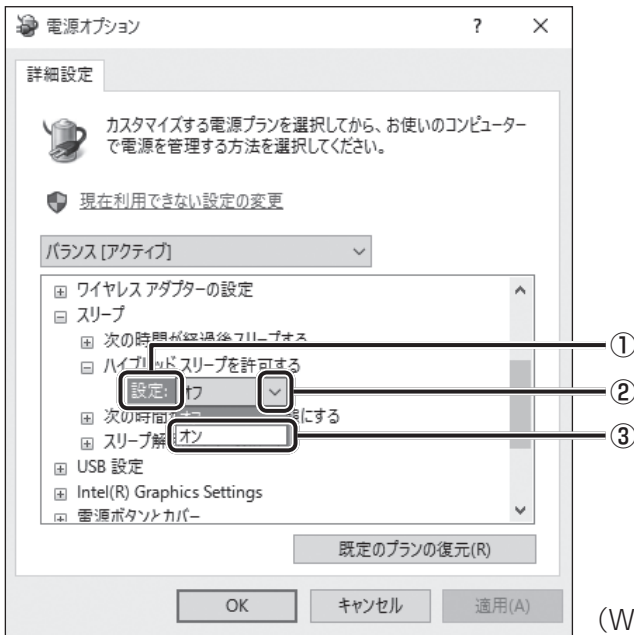 電源オプション
?
×
詳細設定
カスタマイズする電源プランを選択してから、お使いのコンピューター
で電源を管理する方法を選択してください。
現在利用できない設定の変更
バランス [アクティブ]
ワイヤレス アダプターの設定
スリープ
次の時間が経過後スリープする
①
ハイブリッド スリープを許可する
設定: オフ
②
次の時間 にする
オン
③
スリープ解
USB 設定
Intel(R) Graphics Settings
電源ボタンとカバー
既定のプランの復元(R)
OK
キャンセル
適用(A)
(W